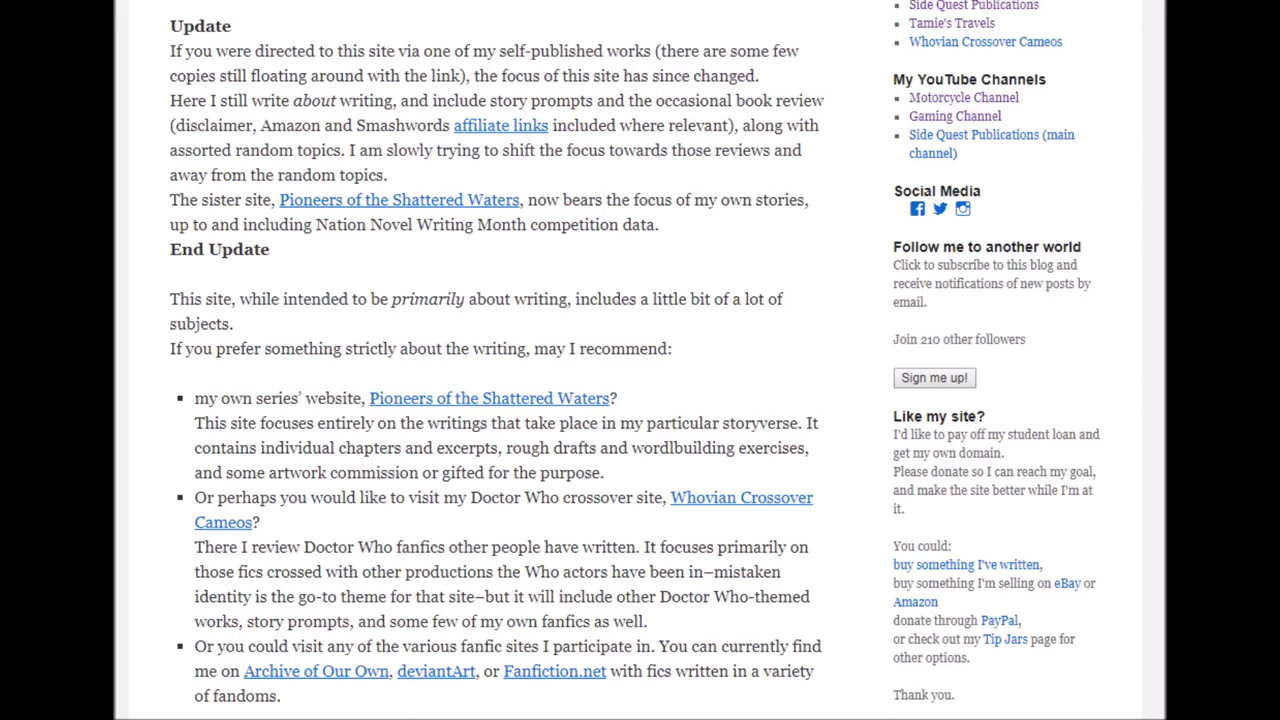 Update
If you were directed to this site via one of my self-published works (there are some few
copies still floating around with the link), the focus of this site has since changed.
Here I still write about writing, and include story prompts and the occasional book review
(disclaimer, Amazon and Smashwords affiliate links included where relevant), along with
assorted random topics. I am slowly trying to shift the focus towards those reviews and
away from the random topics.
The sister site, Pioneers of the Shattered Waters, now bears the focus of my own stories,
up to and including Nation Novel Writing Month competition data.
End Update
This site, while intended to be primarily about writing, includes a little bit of a lot of
subjects.
If you prefer something strictly about the writing, may I recommend:
▪ my own series’ website, Pioneers of the Shattered Waters?
This site focuses entirely on the writings that take place in my particular storyverse. It
contains individual chapters and excerpts, rough drafts and wordlbuilding exercises,
and some artwork commission or gifted for the purpose.
▪ Or perhaps you would like to visit my Doctor Who crossover site, Whovian Crossover
Cameos?
There I review Doctor Who fanfics other people have written. It focuses primarily on
those fics crossed with other productions the Who actors have been in–mistaken
identity is the go-to theme for that site–but it will include other Doctor Who-themed
works, story prompts, and some few of my own fanfics as well.
▪ Or you could visit any of the various fanfic sites I participate in. You can currently find
me on Archive of Our Own, deviantArt, or Fanfiction.net with fics written in a variety
of fandoms.
▪ Side Quest Publications
▪ Tamie's Travels
▪ Whovian Crossover Cameos
My YouTube Channels
▪ Motorcycle Channel
▪ Gaming Channel
▪ Side Quest Publications (main
channel)
Social Media
Follow me to another world
Click to subscribe to this blog and
receive notifications of new posts by
email.
Join 210 other followers
Sign me up!
Like my site?
I'd like to pay off my student loan and
get my own domain.
Please donate so I can reach my goal,
and make the site better while I'm at
it.
You could:
buy something I've written,
buy something I'm selling on eBay or
Amazon
donate through PayPal,
or check out my Tip Jars page for
other options.
Thank you.